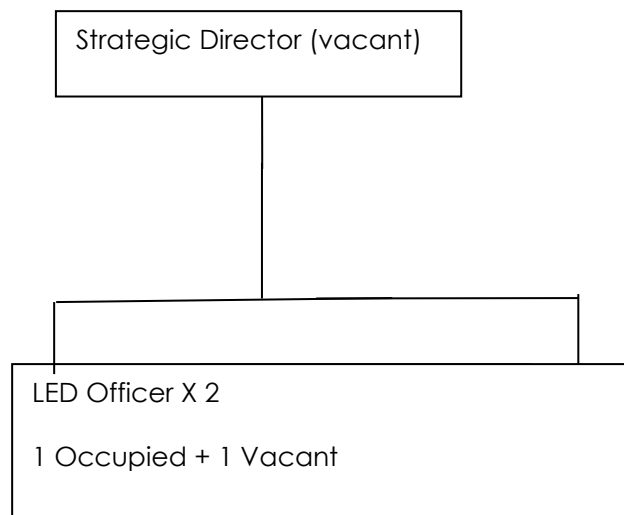 Strategic Director (vacant)
LED Officer X 2
1 Occupied + 1 Vacant